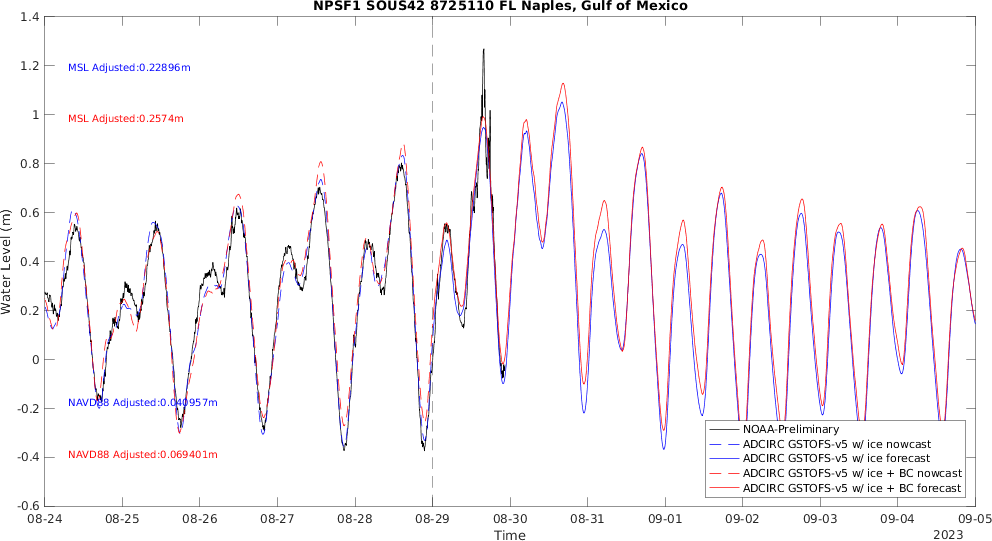 NPSF1 SOUS42 8725110 FL Naples, Gulf of Mexico
1.4
1.2
1
0.8
0.6
0.4
0.2
0
-0.2
-0.4
-0.6
Water Level (m)
MSL Adjusted:0.22896m
MSL Adjusted:0.2574m
NAVD88 Adjusted:0.040957m
NAVD88 Adjusted:0.069401m
NOAA-Preliminary
ADCIRC GSTOFS-v5 w/ ice nowcast
ADCIRC GSTOFS-v5 w/ ice forecast
ADCIRC GSTOFS-v5 w/ ice + BC nowcast
ADCIRC GSTOFS-v5 w/ ice + BC forecast
08-24 08-25 08-26 08-27 08-28 08-29 08-30 08-31 09-01 09-02 09-03 09-04 09-05
Time
2023